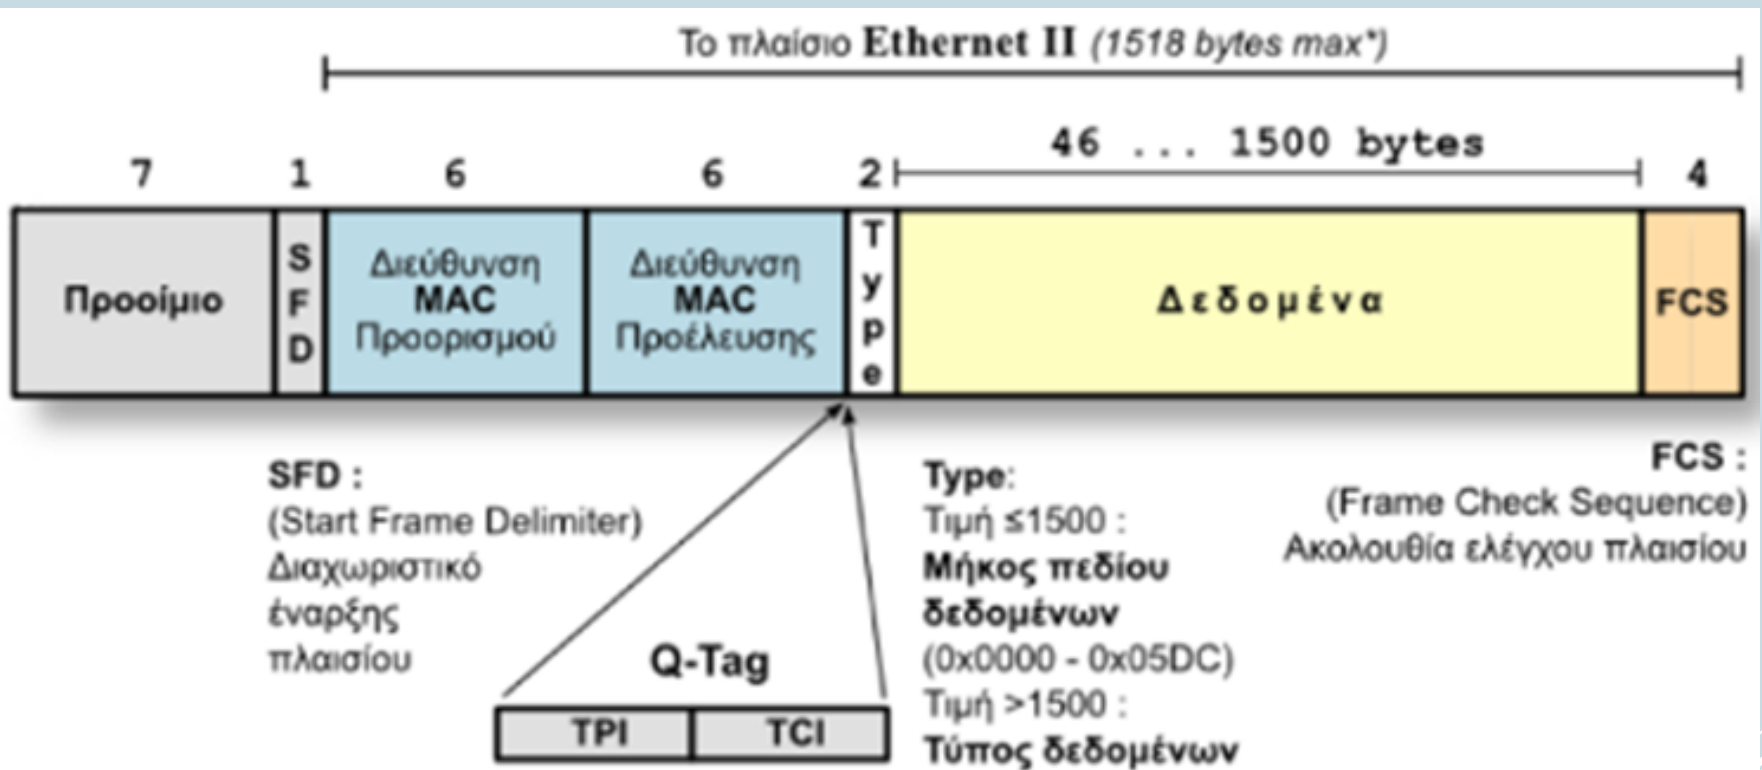 Το πλαίσιο Ethernet II (1518 bytes max*)
46 ... 1500 bytes
7 1 6 6 2 4
Προοίμιο
SFD
Διεύθυνση
MAC
Προορισμού
Διεύθυνση
MAC
Προέλευσης
Type
Δεδομένα
FCS
SFD :
(Start Frame Delimiter)
Διαχωριστικό
έναρξης
πλαισίου
Q-Tag
TPI TCI
Type:
Τιμή ≤1500 :
Μήκος πεδίου
δεδομένων
(0x0000 - 0x05DC)
Τιμή >1500 :
Τύπος δεδομένων
FCS :
(Frame Check Sequence)
Ακολουθία ελέγχου πλαισίου